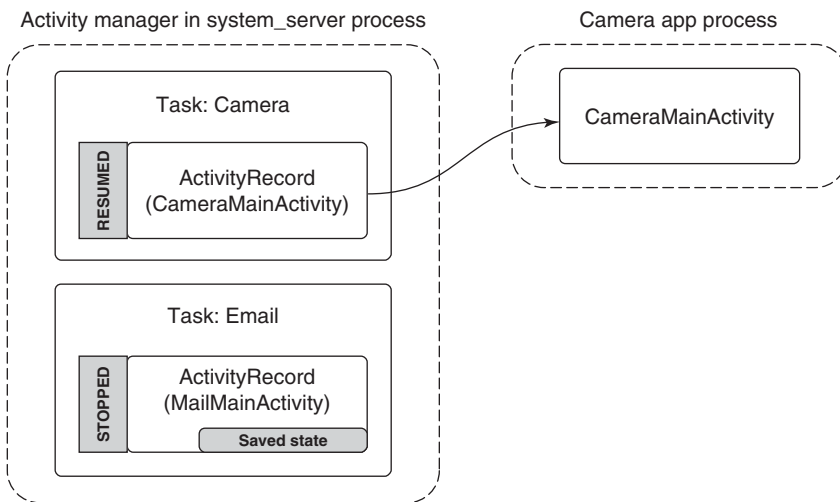 Activity manager in system_server process
Camera app process
Task: Camera
RESUMED
ActivityRecord
(CameraMainActivity)
CameraMainActivity
Task: Email
STOPPED
ActivityRecord
(MailMainActivity)
Saved state